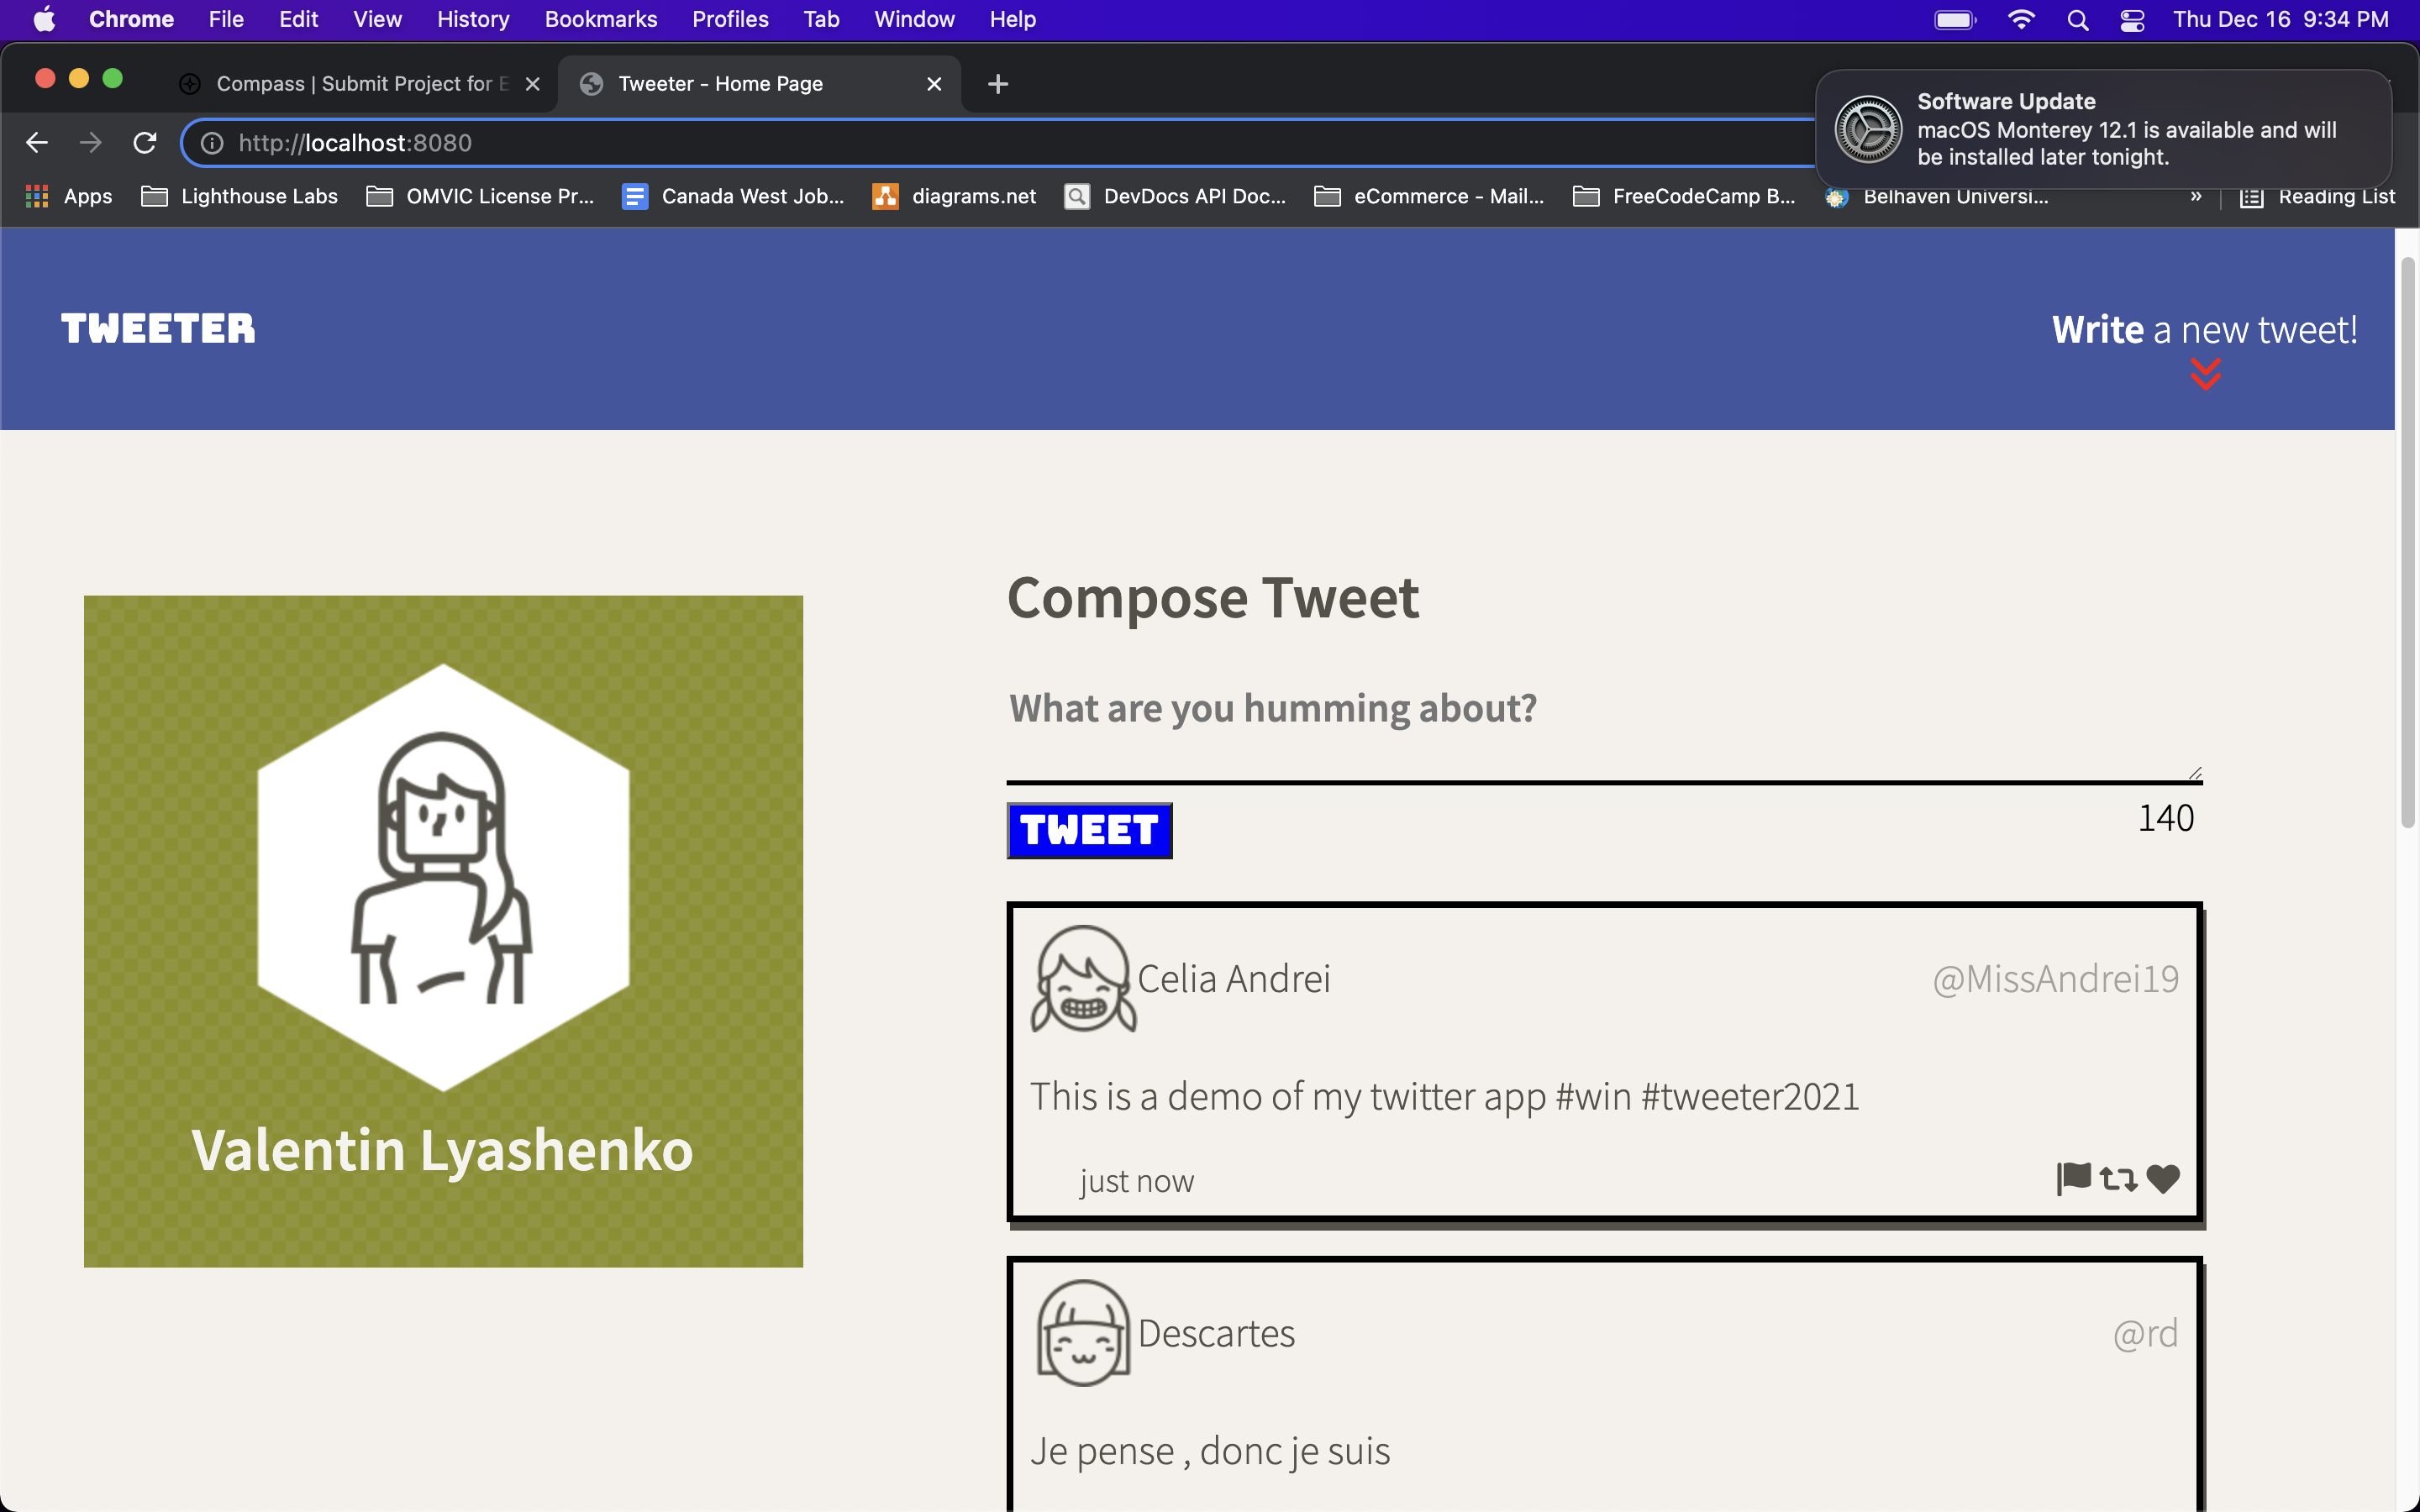 Chrome File Edit View History Bookmarks Profiles Tab Window Help Thu Dec 16 9:34 PM
Compass | Submit Project for E
Tweeter - Home Page
Software Update
macOS Monterey 12.1 is available and will
be installed later tonight.
http://localhost:8080
Apps Lighthouse Labs OMVIC License Pr... Canada West Job... diagrams.net DevDocs API Doc... eCommerce - Mail... FreeCodeCamp B... Belhaven Universi... » Reading List
TWEETER
Write a new tweet!
Compose Tweet
What are you humming about?
TWEET
140
Valentin Lyashenko
Celia Andrei @MissAndrei19
This is a demo of my twitter app #win #tweeter2021
just now
Descartes @rd
Je pense , donc je suis